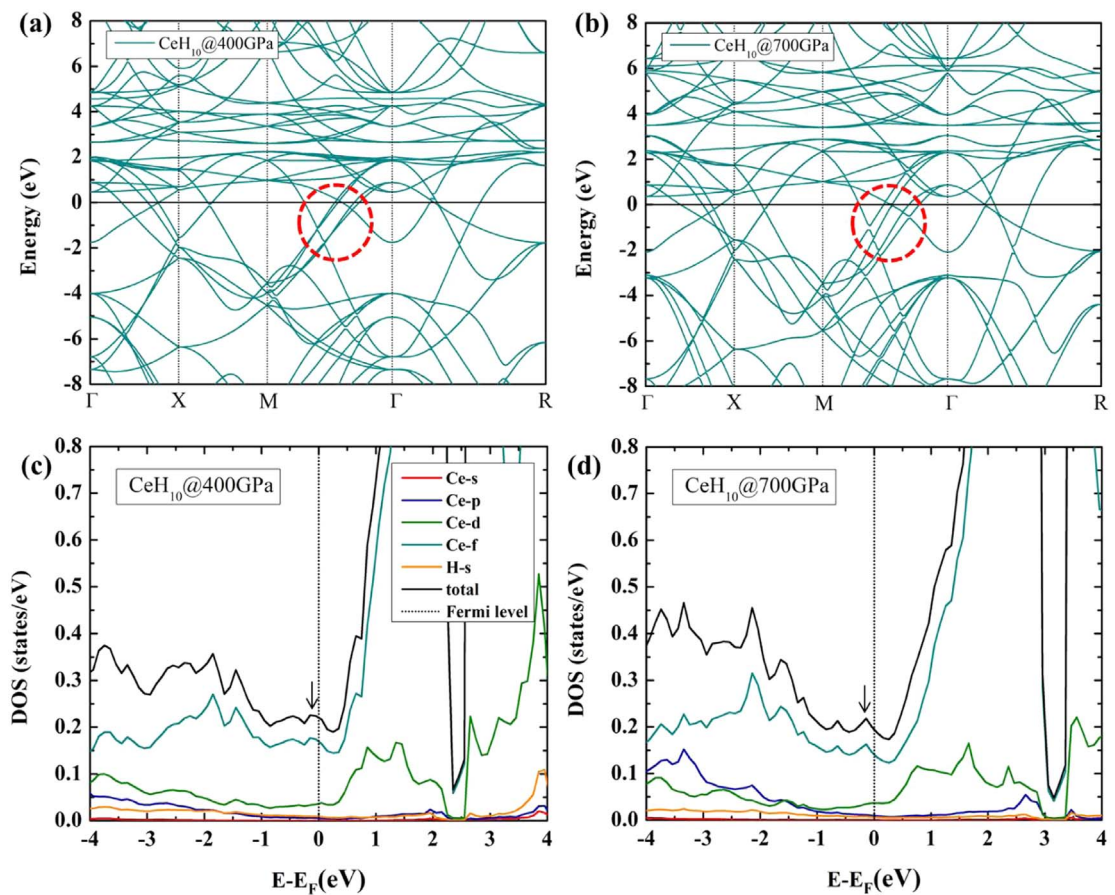 (a)
CeH₁₀@400GPa
Energy (eV)
8
6
4
2
0
-2
-4
-6
-8
Γ X M Γ R
(b)
CeH₁₀@700GPa
Energy (eV)
8
6
4
2
0
-2
-4
-6
-8
Γ X M Γ R
(c)
CeH₁₀@400GPa
Ce-s
Ce-p
Ce-d
Ce-f
H-s
total
Fermi level
DOS (states/eV)
0.8
0.7
0.6
0.5
0.4
0.3
0.2
0.1
0.0
-4 -3 -2 -1 0 1 2 3 4
E-E_F(eV)
(d)
CeH₁₀@700GPa
DOS (states/eV)
0.8
0.7
0.6
0.5
0.4
0.3
0.2
0.1
0.0
-4 -3 -2 -1 0 1 2 3 4
E-E_F(eV)